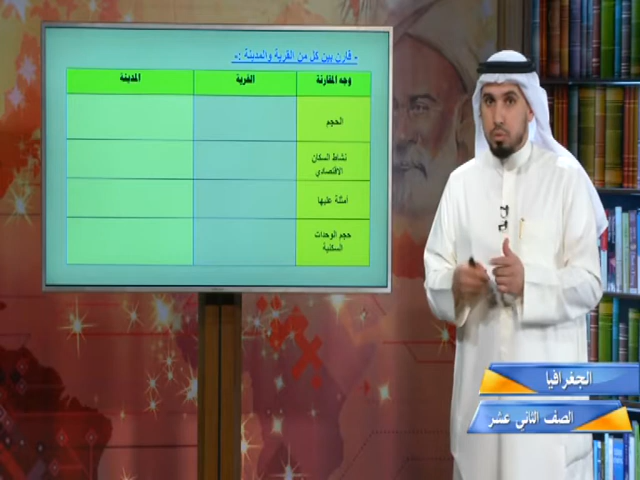 - قارن بين كل من القرية والمدينة :-
وجه المقارنة القرية المدينة
الحجم
نشاط السكان
الاقتصادي
أمثلة عليها
حجم الوحدات
السكنية
الجغرافيا
الصف الثاني عشر